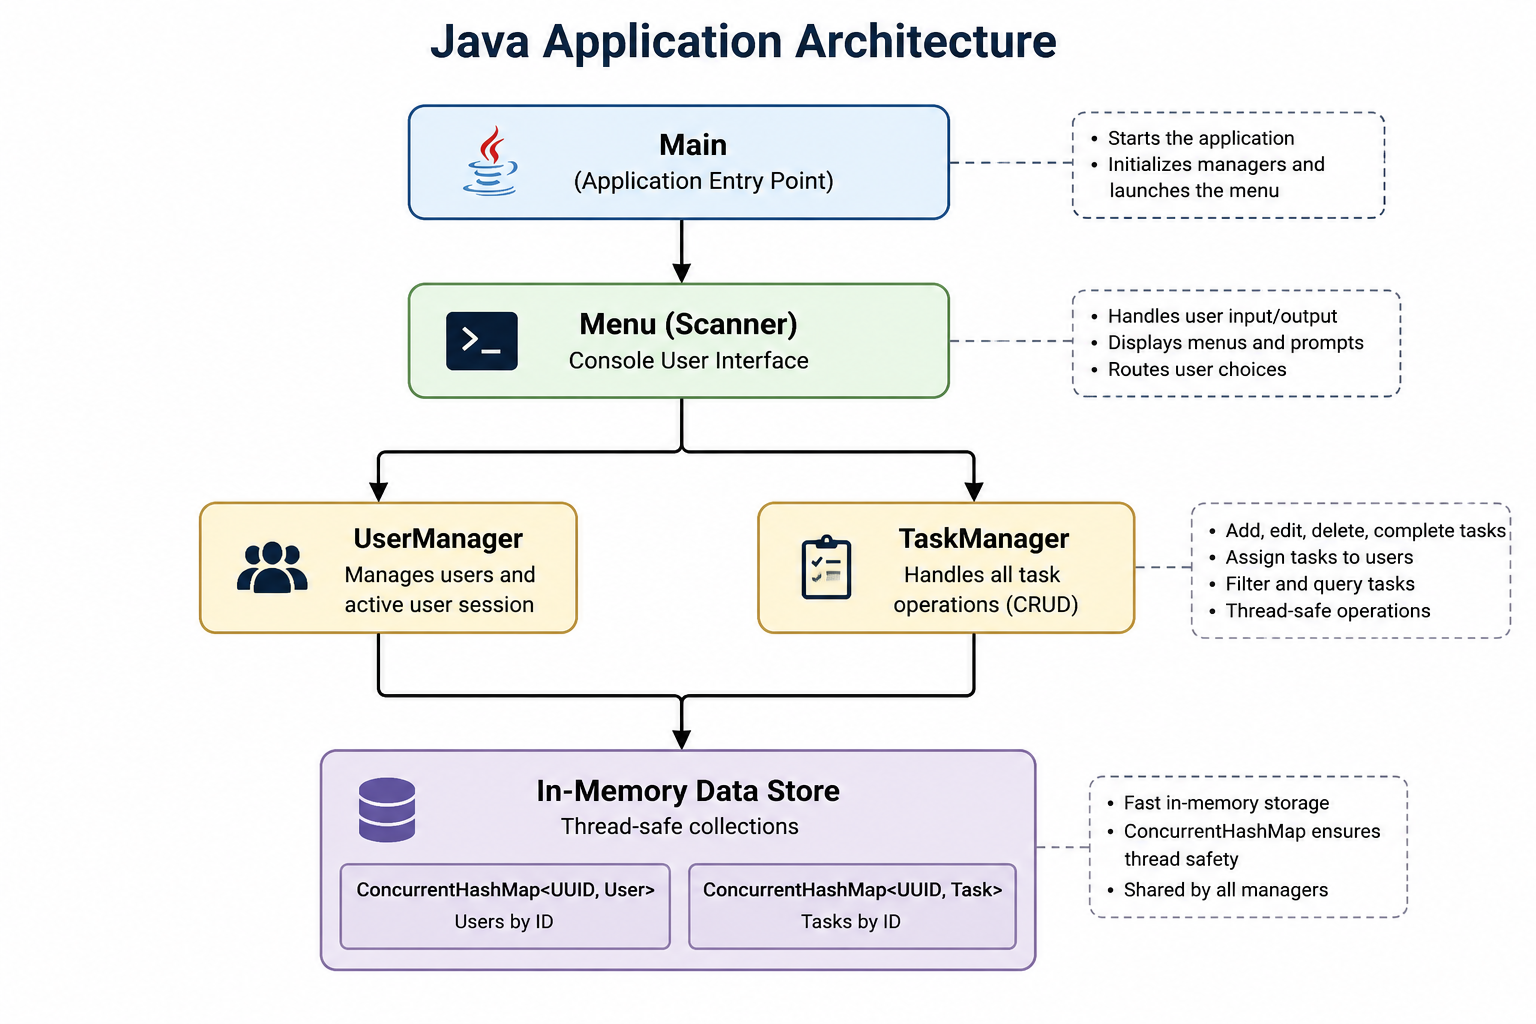 Java Application Architecture
Main
(Application Entry Point)
• Starts the application
• Initializes managers and
launches the menu
>_
Menu (Scanner)
Console User Interface
• Handles user input/output
• Displays menus and prompts
• Routes user choices
UserManager
Manages users and
active user session
TaskManager
Handles all task
operations (CRUD)
• Add, edit, delete, complete tasks
• Assign tasks to users
• Filter and query tasks
• Thread-safe operations
In-Memory Data Store
Thread-safe collections
ConcurrentHashMap<UUID, User>
Users by ID
ConcurrentHashMap<UUID, Task>
Tasks by ID
• Fast in-memory storage
• ConcurrentHashMap ensures
thread safety
• Shared by all managers